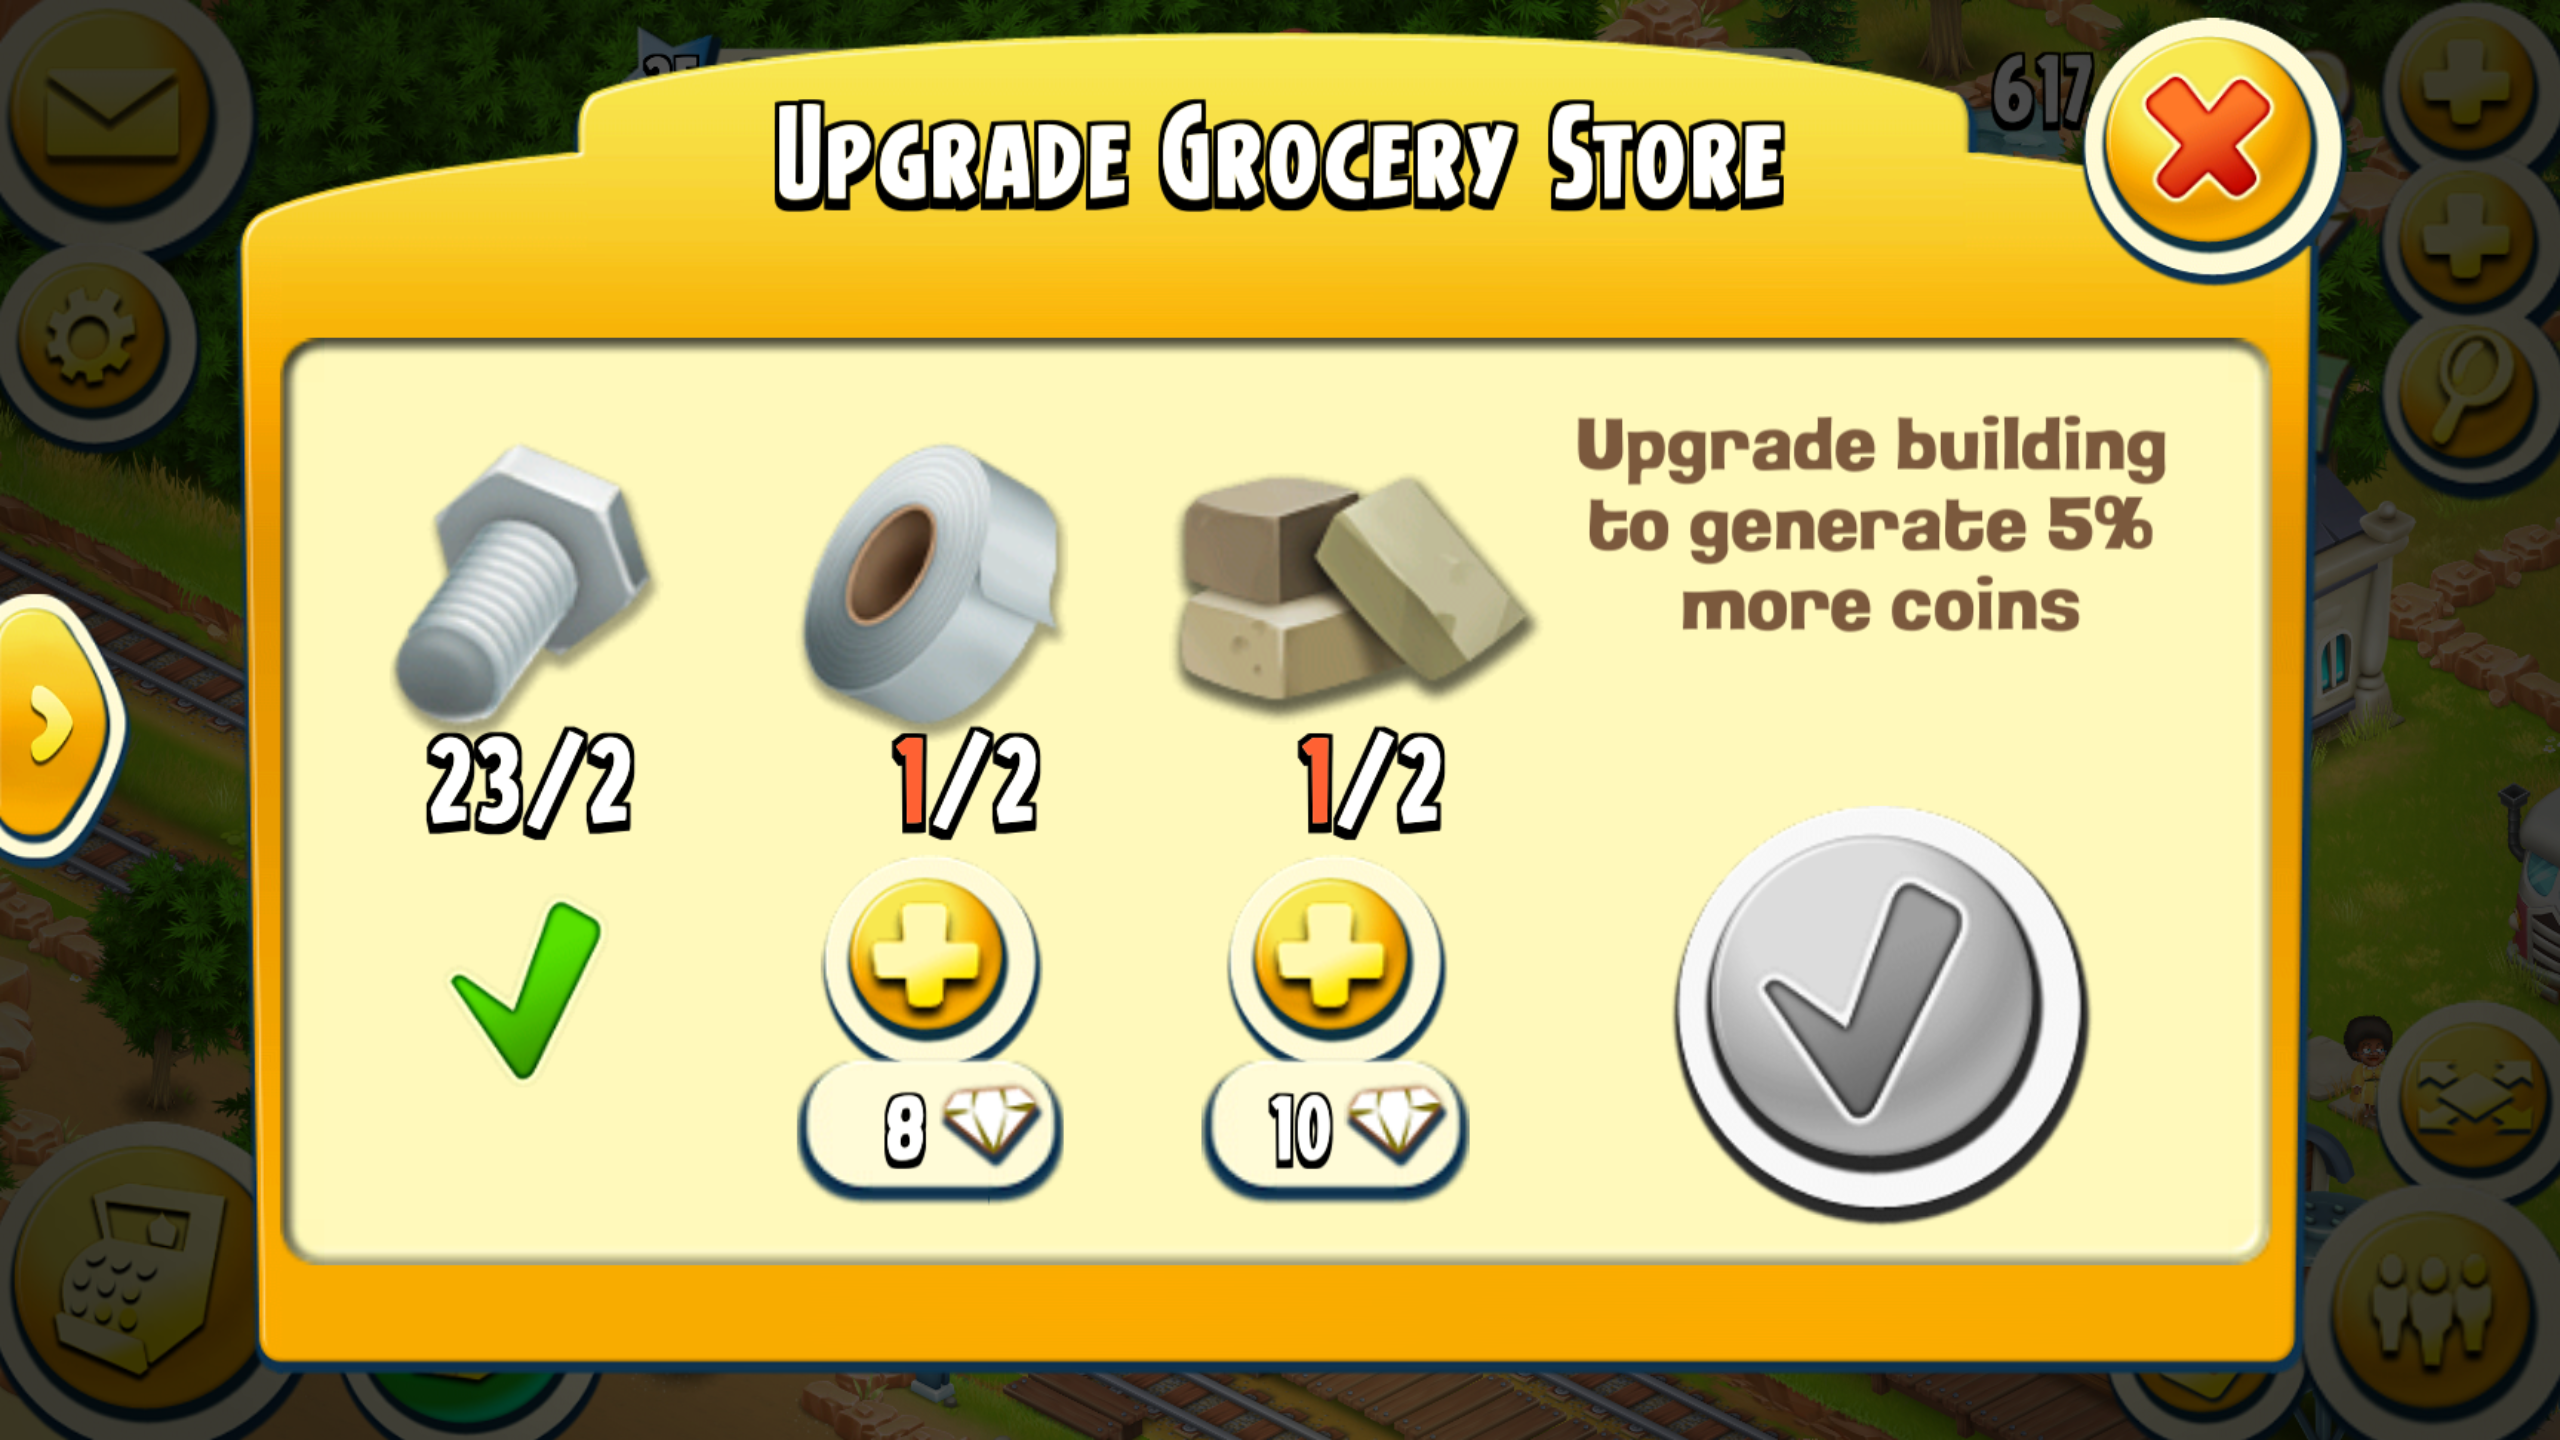 617
UPGRADE GROCERY STORE
Upgrade building
to generate 5%
more coins
23/2
1/2
1/2
8
10